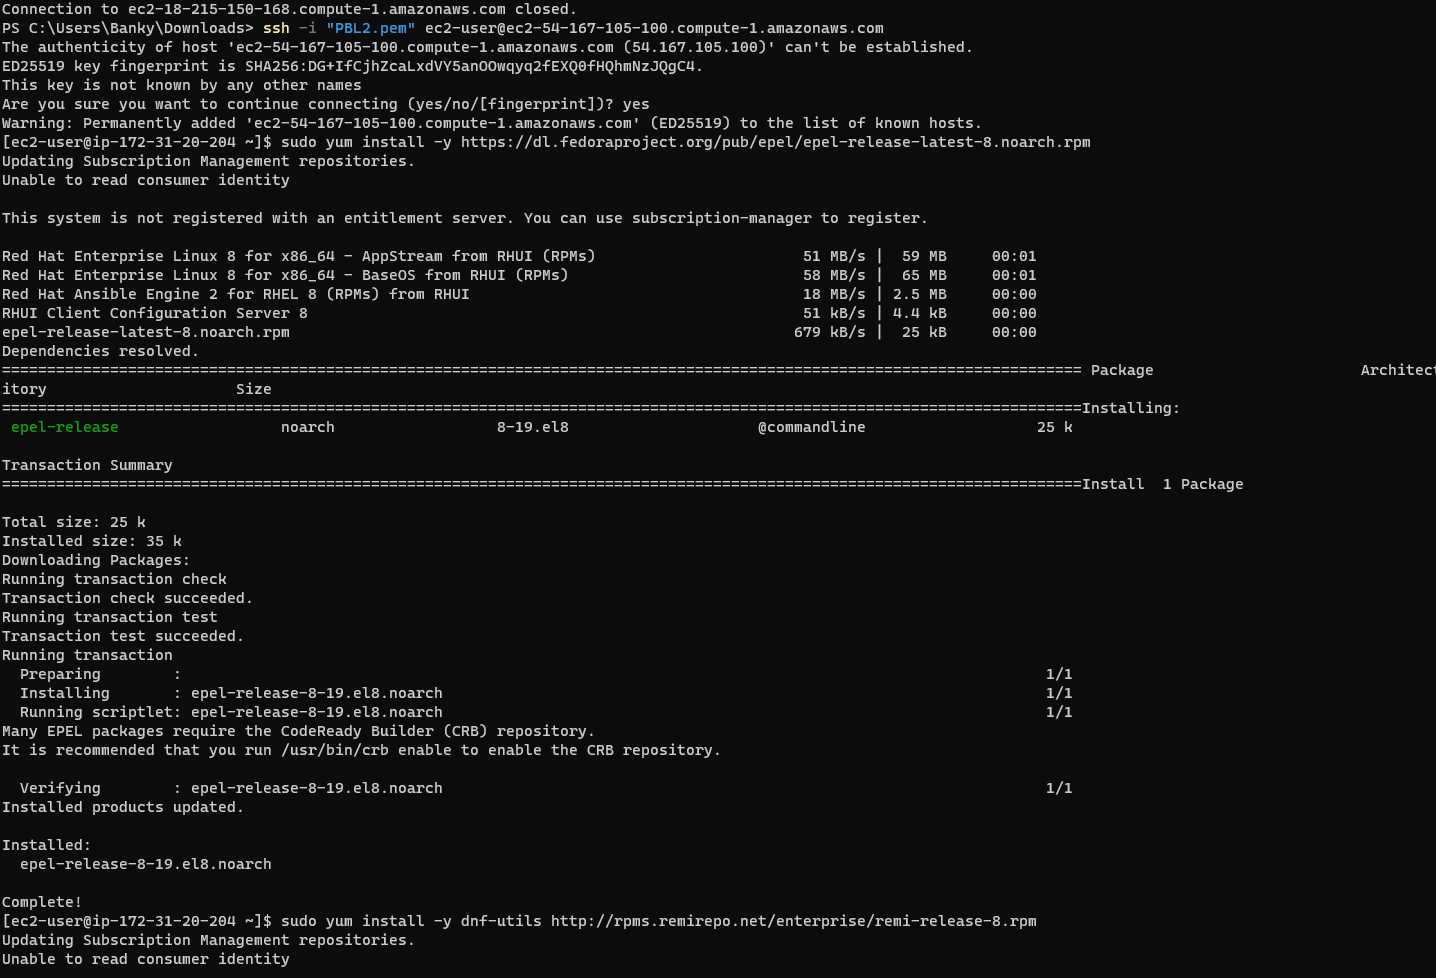 Connection to ec2-18-215-150-168.compute-1.amazonaws.com closed.
PS C:\Users\Banky\Downloads> ssh -i "PBL2.pem" ec2-user@ec2-54-167-105-100.compute-1.amazonaws.com
The authenticity of host 'ec2-54-167-105-100.compute-1.amazonaws.com (54.167.105.100)' can't be established.
ED25519 key fingerprint is SHA256:DG+IfCjhZcaLxdVY5anOOwqyq2fEXQ0fHQhmNzJQgC4.
This key is not known by any other names
Are you sure you want to continue connecting (yes/no/[fingerprint])? yes
Warning: Permanently added 'ec2-54-167-105-100.compute-1.amazonaws.com' (ED25519) to the list of known hosts.
[ec2-user@ip-172-31-20-204 ~]$ sudo yum install -y https://dl.fedoraproject.org/pub/epel/epel-release-latest-8.noarch.rpm
Updating Subscription Management repositories.
Unable to read consumer identity
This system is not registered with an entitlement server. You can use subscription-manager to register.
Red Hat Enterprise Linux 8 for x86_64 - AppStream from RHUI (RPMs) 51 MB/s | 59 MB 00:01
Red Hat Enterprise Linux 8 for x86_64 - BaseOS from RHUI (RPMs) 58 MB/s | 65 MB 00:01
Red Hat Ansible Engine 2 for RHEL 8 (RPMs) from RHUI 18 MB/s | 2.5 MB 00:00
RHUI Client Configuration Server 8 51 kB/s | 4.4 kB 00:00
epel-release-latest-8.noarch.rpm 679 kB/s | 25 kB 00:00
Dependencies resolved.
======================================================================================================================== Package Architect
itory Size
========================================================================================================================Installing:
epel-release noarch 8-19.el8 @commandline 25 k
Transaction Summary
========================================================================================================================Install 1 Package
Total size: 25 k
Installed size: 35 k
Downloading Packages:
Running transaction check
Transaction check succeeded.
Running transaction test
Transaction test succeeded.
Running transaction
Preparing : 1/1
Installing : epel-release-8-19.el8.noarch 1/1
Running scriptlet: epel-release-8-19.el8.noarch 1/1
Many EPEL packages require the CodeReady Builder (CRB) repository.
It is recommended that you run /usr/bin/crb enable to enable the CRB repository.
Verifying : epel-release-8-19.el8.noarch 1/1
Installed products updated.
Installed:
epel-release-8-19.el8.noarch
Complete!
[ec2-user@ip-172-31-20-204 ~]$ sudo yum install -y dnf-utils http://rpms.remirepo.net/enterprise/remi-release-8.rpm
Updating Subscription Management repositories.
Unable to read consumer identity